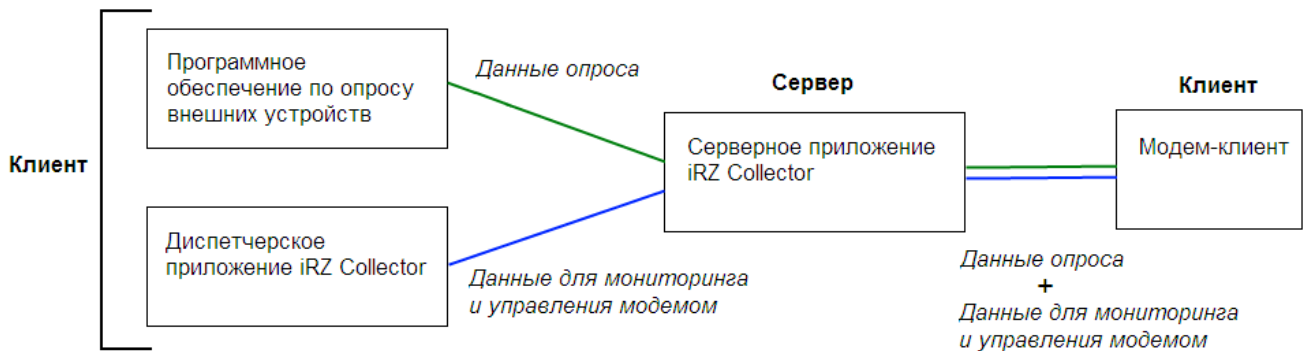 Клиент
Программное
обеспечение по опросу
внешних устройств
Данные опроса
Диспетчерское
приложение iRZ Collector
Данные для мониторинга
и управления модемом
Сервер
Серверное приложение
iRZ Collector
Клиент
Модем-клиент
Данные опроса
+
Данные для мониторинга
и управления модемом